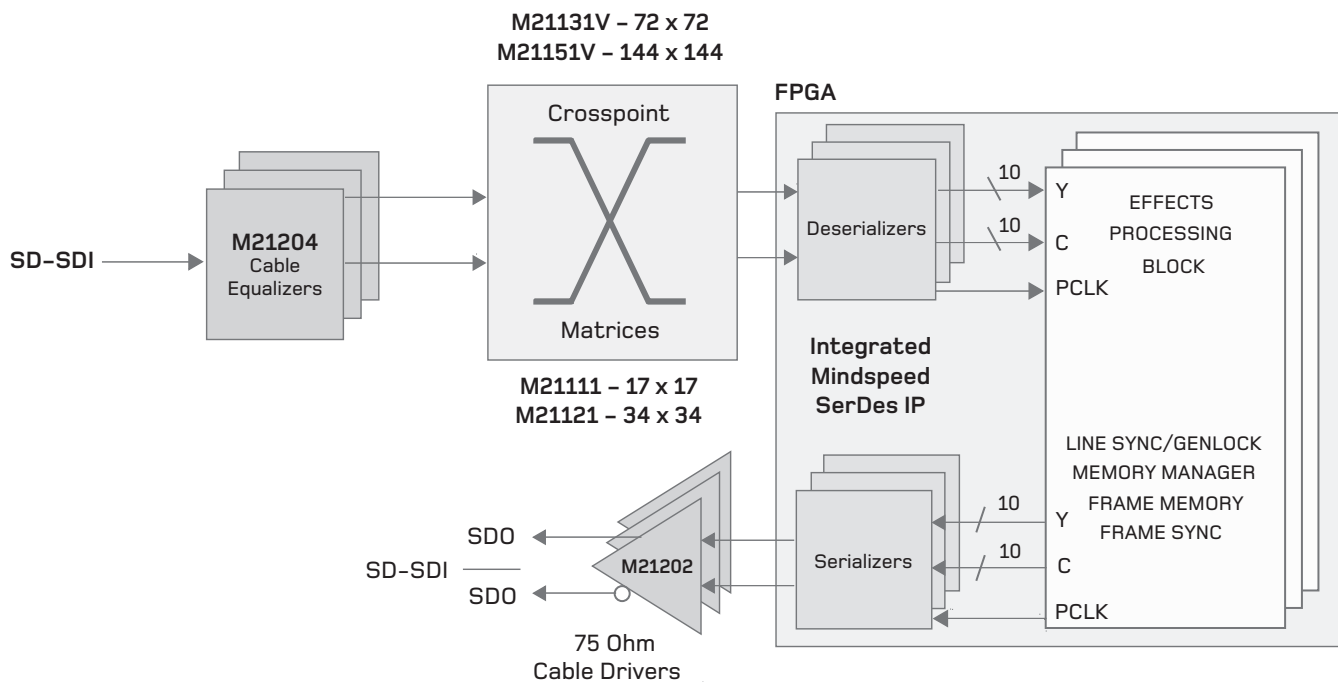 M21131V – 72 x 72
M21151V – 144 x 144
FPGA
Crosspoint
Matrices
SD-SDI
M21204
Cable
Equalizers
Deserializers
10
10
Y
C
PCLK
EFFECTS
PROCESSING
BLOCK
M21111 – 17 x 17
M21121 – 34 x 34
Integrated
Mindspeed
SerDes IP
LINE SYNC/GENLOCK
MEMORY MANAGER
FRAME MEMORY
FRAME SYNC
Serializers
10
10
Y
C
PCLK
SDO
SD-SDI
SDO
M21202
75 Ohm
Cable Drivers